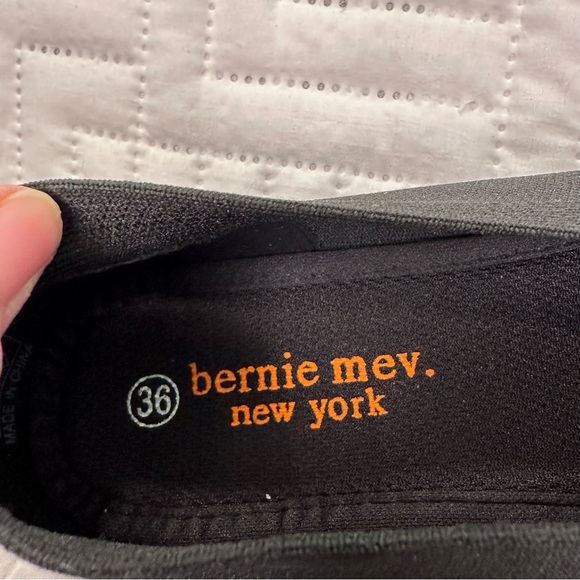 36
bernie mev.
new york
MADE IN CHINA